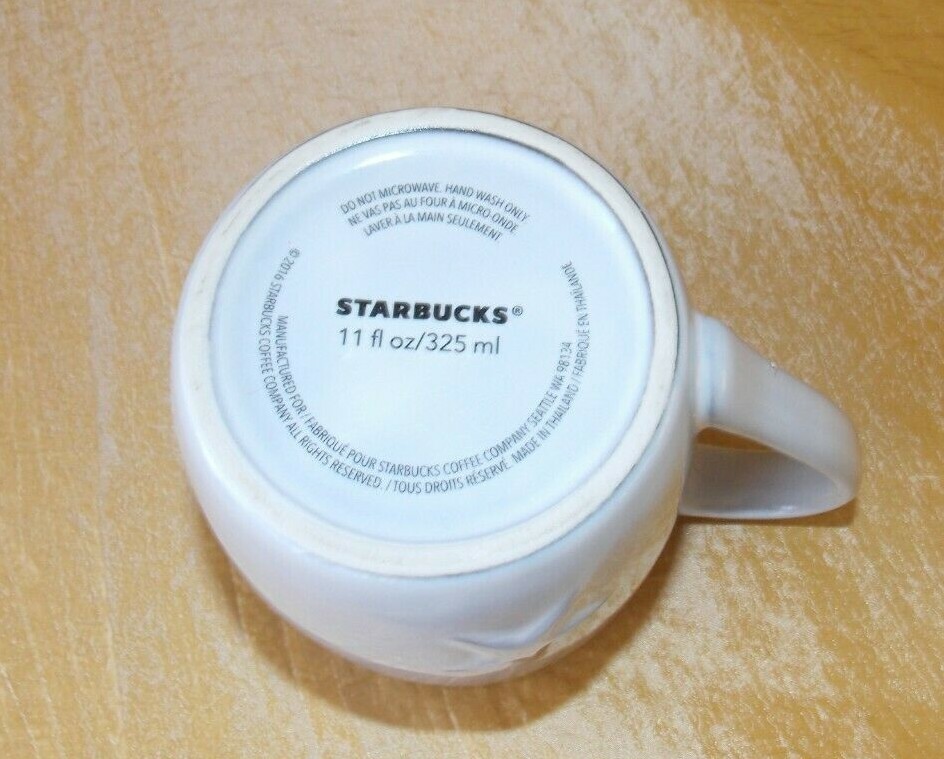 DO NOT MICROWAVE. HAND WASH ONLY
NE VAS PAS AU FOUR À MICRO-ONDE
LAVER À LA MAIN SEULEMENT
STARBUCKS®
11 fl oz/325 ml
MANUFACTURED FOR / FABRIQUÉ POUR STARBUCKS COFFEE COMPANY SEATTLE WA 98134
© 2016 STARBUCKS COFFEE COMPANY ALL RIGHTS RESERVED. / TOUS DROITS RÉSERVÉ. MADE IN THAILAND / FABRIQUÉ EN THAÏLANDE